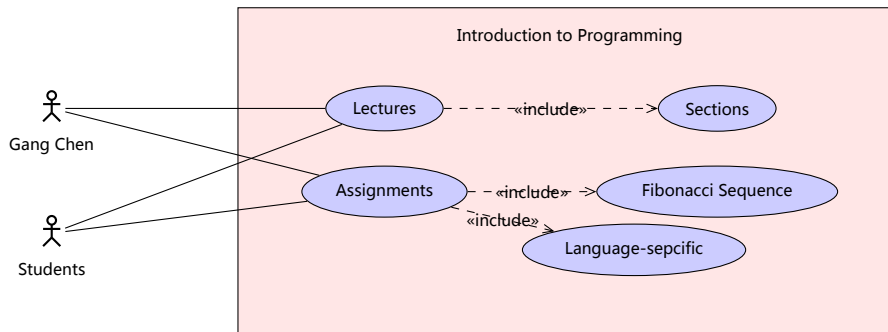 Introduction to Programming
Gang Chen
Lectures
«include»
Sections
Assignments
«include»
Fibonacci Sequence
«include»
Language-sepcific
Students